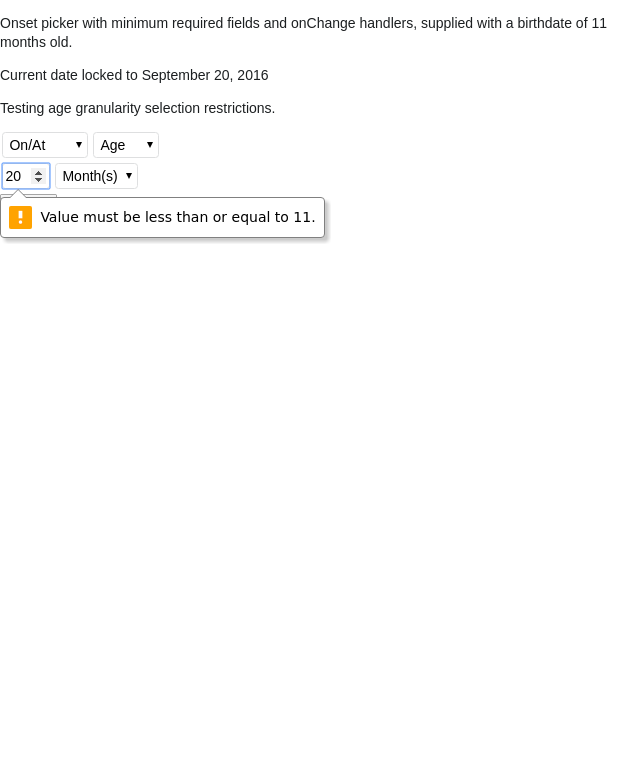 Onset picker with minimum required fields and onChange handlers, supplied with a birthdate of 11
months old.
Current date locked to September 20, 2016
Testing age granularity selection restrictions.
On/At Age
20 Month(s)
Value must be less than or equal to 11.